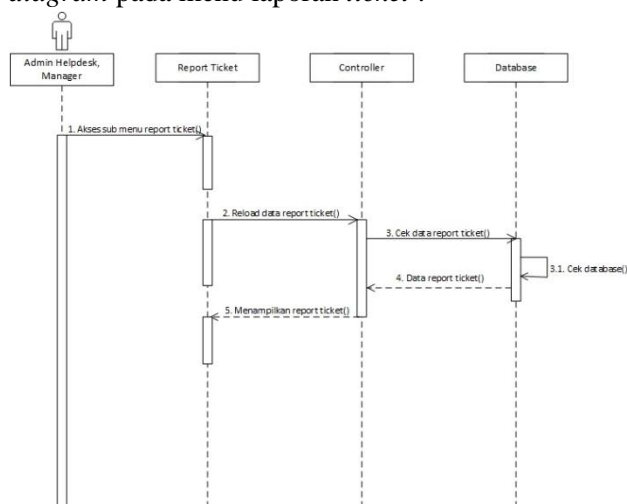 diagram pada menu laporan ticket .
Admin Helpdesk,
Manager
Report Ticket
Controller
Database
1. Akses sub menu report ticket()
2. Reload data report ticket()
3. Cek data report ticket()
3.1. Cek database()
4. Data report ticket()
5. Menampilkan report ticket()